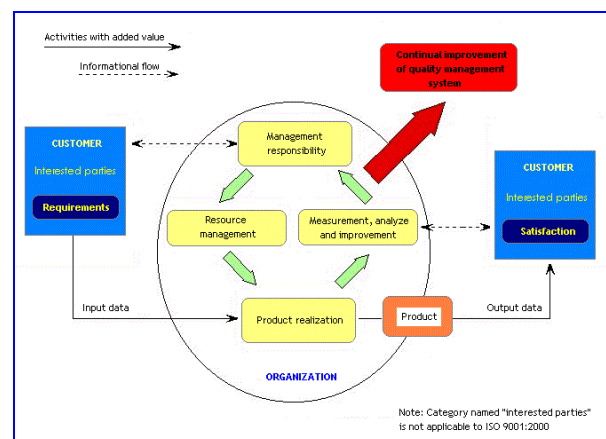 Activities with added value
Informational flow
Continual improvement
of quality management
system
CUSTOMER
Interested parties
Requirements
Management
responsibility
CUSTOMER
Interested parties
Satisfaction
Resource
management
Measurement, analyze
and improvement
Input data
Product realization
Product
Output data
ORGANIZATION
Note: Category named "interested parties"
is not applicable to ISO 9001:2000